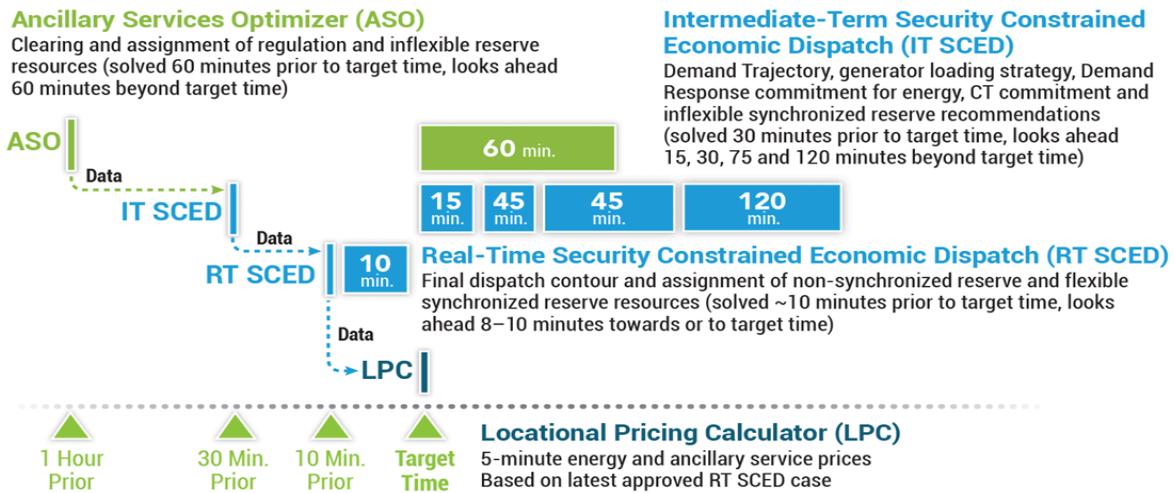 Ancillary Services Optimizer (ASO)
Clearing and assignment of regulation and inflexible reserve
resources (solved 60 minutes prior to target time, looks ahead
60 minutes beyond target time)
Intermediate-Term Security Constrained
Economic Dispatch (IT SCED)
Demand Trajectory, generator loading strategy, Demand
Response commitment for energy, CT commitment and
inflexible synchronized reserve recommendations
(solved 30 minutes prior to target time, looks ahead
15, 30, 75 and 120 minutes beyond target time)
ASO
60 min.
Data
IT SCED
15
min.
45
min.
45
min.
120
min.
Data
RT SCED
10
min.
Real-Time Security Constrained Economic Dispatch (RT SCED)
Final dispatch contour and assignment of non-synchronized reserve and flexible
synchronized reserve resources (solved ~10 minutes prior to target time, looks
ahead 8–10 minutes towards or to target time)
Data
LPC
1 Hour
Prior
30 Min.
Prior
10 Min.
Prior
Target
Time
Locational Pricing Calculator (LPC)
5-minute energy and ancillary service prices
Based on latest approved RT SCED case